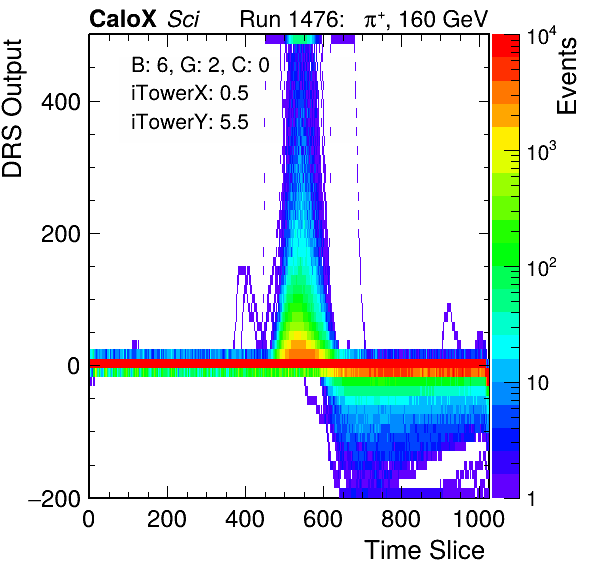 CaloX Sci Run 1476: π⁺, 160 GeV
B: 6, G: 2, C: 0
iTowerX: 0.5
iTowerY: 5.5
DRS Output
400
200
0
−200
0 200 400 600 800 1000
Time Slice
Events
10⁴
10³
10²
10
1